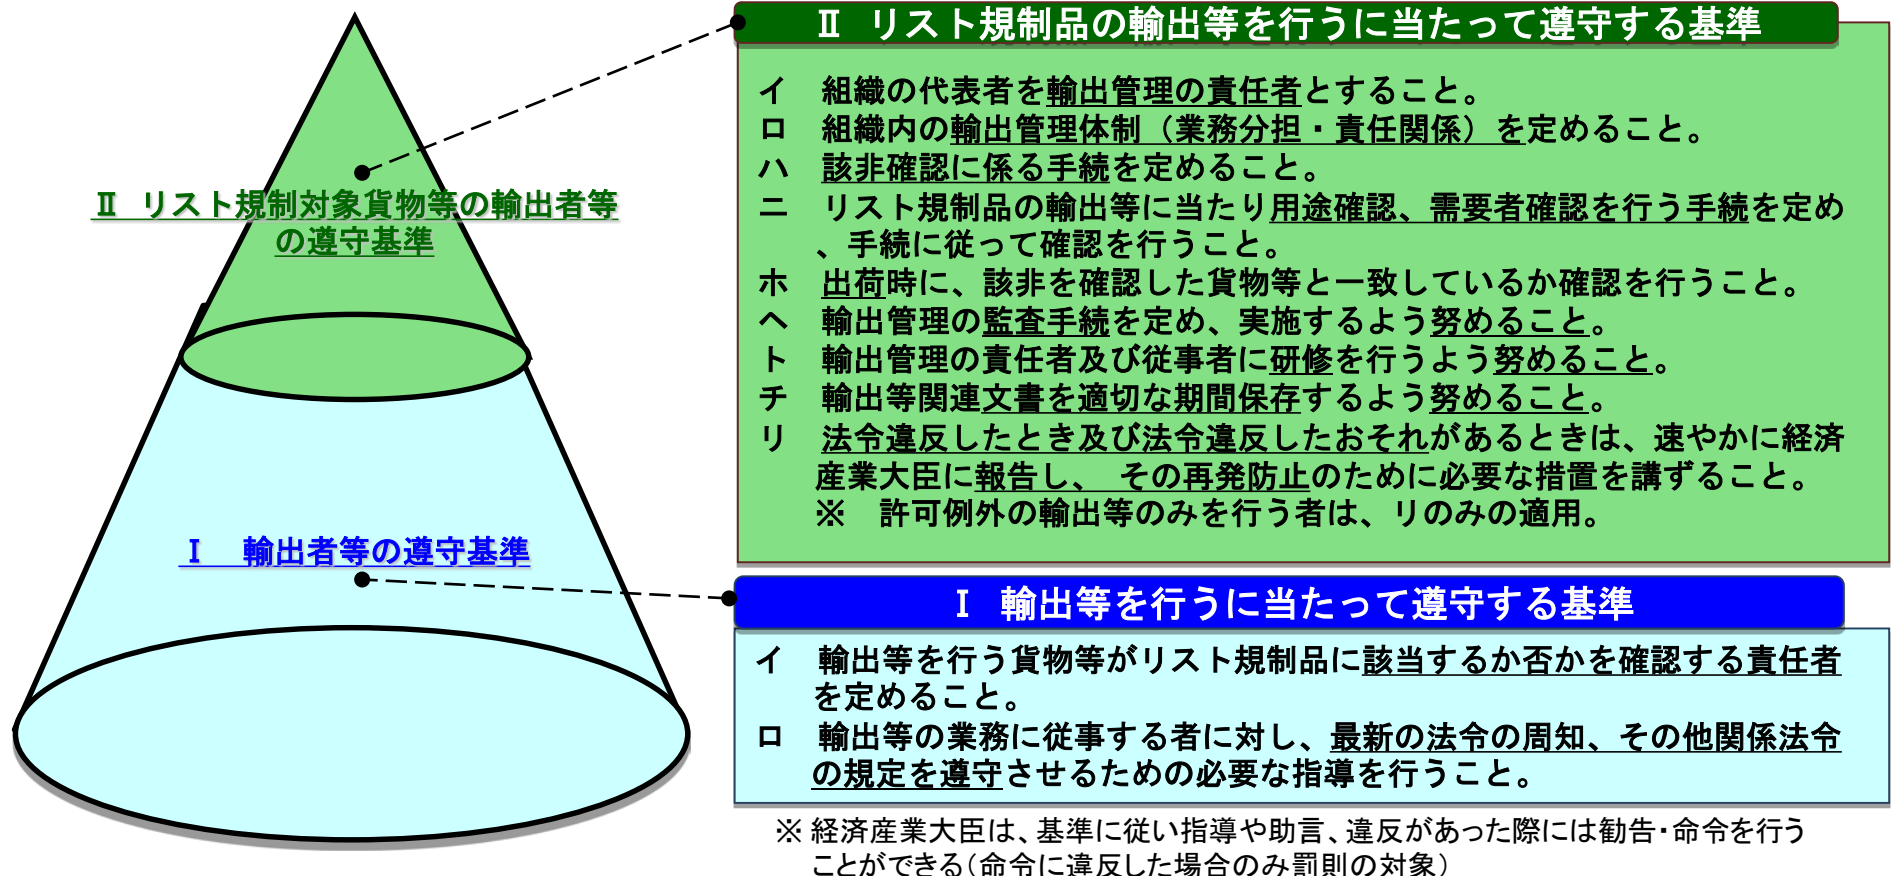 Ⅱ リスト規制対象貨物等の輸出者等
の遵守基準
Ⅰ 輸出者等の遵守基準
Ⅱ リスト規制品の輸出等を行うに当たって遵守する基準
イ 組織の代表者を輸出管理の責任者とすること。
ロ 組織内の輸出管理体制（業務分担・責任関係）を定めること。
ハ 該非確認に係る手続を定めること。
ニ リスト規制品の輸出等に当たり用途確認、需要者確認を行う手続を定め
、手続に従って確認を行うこと。
ホ 出荷時に、該非を確認した貨物等と一致しているか確認を行うこと。
ヘ 輸出管理の監査手続を定め、実施するよう努めること。
ト 輸出管理の責任者及び従事者に研修を行うよう努めること。
チ 輸出等関連文書を適切な期間保存するよう努めること。
リ 法令違反したとき及び法令違反したおそれがあるときは、速やかに経済
産業大臣に報告し、 その再発防止のために必要な措置を講ずること。
※ 許可例外の輸出等のみを行う者は、リのみの適用。
Ⅰ 輸出等を行うに当たって遵守する基準
イ 輸出等を行う貨物等がリスト規制品に該当するか否かを確認する責任者
を定めること。
ロ 輸出等の業務に従事する者に対し、最新の法令の周知、その他関係法令
の規定を遵守させるための必要な指導を行うこと。
※ 経済産業大臣は、基準に従い指導や助言、違反があった際には勧告・命令を行う
ことができる（命令に違反した場合のみ罰則の対象）